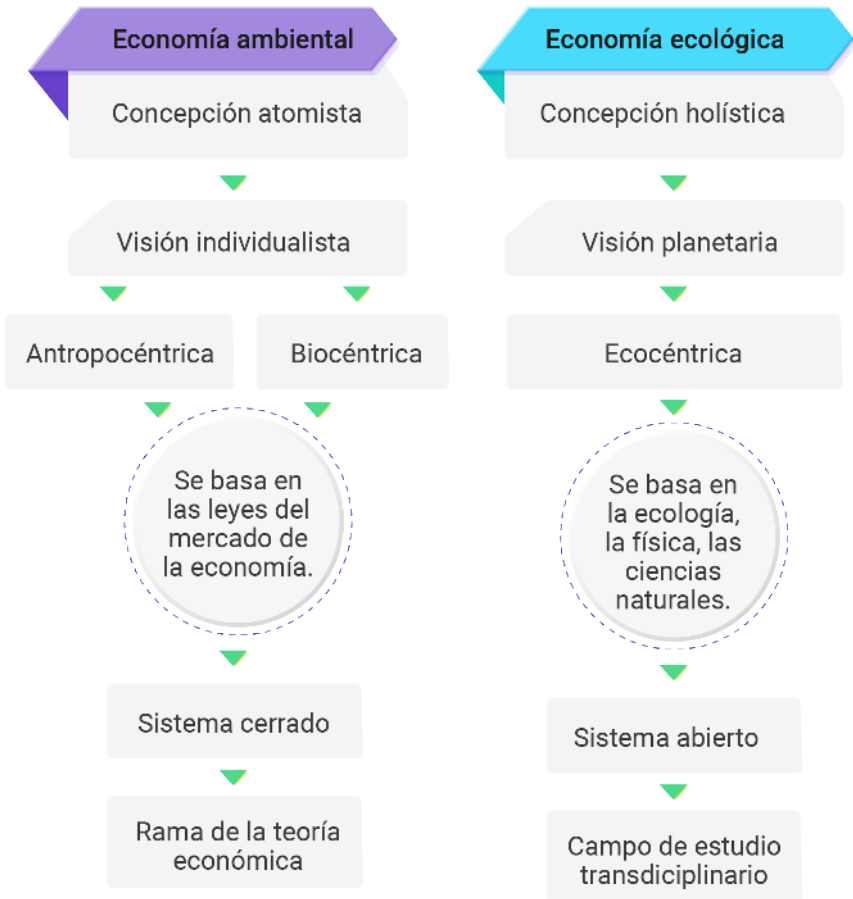 Economía ambiental
Concepción atomista
Visión individualista
Antropocéntrica
Biocéntrica
Se basa en
las leyes del
mercado de
la economía.
Sistema cerrado
Rama de la teoría
económica
Economía ecológica
Concepción holística
Visión planetaria
Ecocéntrica
Se basa en
la ecología,
la física, las
ciencias
naturales.
Sistema abierto
Campo de estudio
transdiciplinario